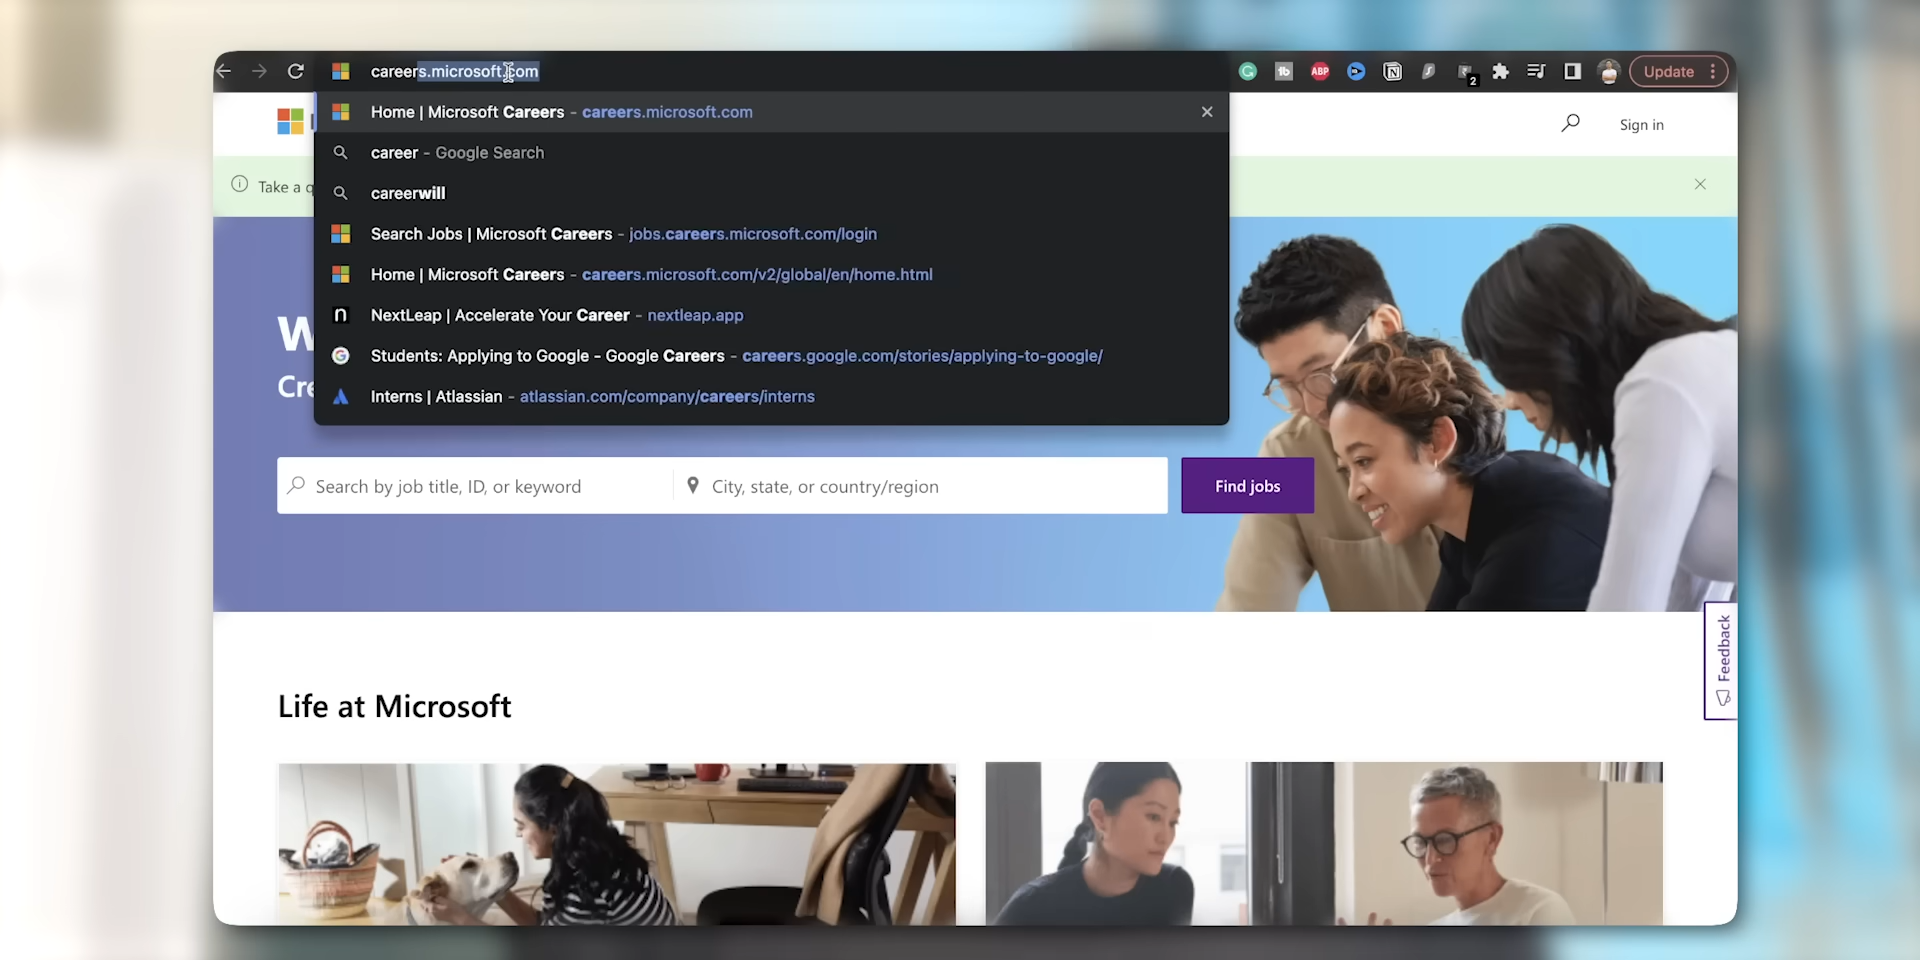 careers.microsoft.com
ABP
2
Update
Home | Microsoft Careers - careers.microsoft.com
career - Google Search
careerwill
Search Jobs | Microsoft Careers - jobs.careers.microsoft.com/login
Home | Microsoft Careers - careers.microsoft.com/v2/global/en/home.html
NextLeap | Accelerate Your Career - nextleap.app
Students: Applying to Google - Google Careers - careers.google.com/stories/applying-to-google/
Interns | Atlassian - atlassian.com/company/careers/interns
Sign in
Take a
W
Cre
Search by job title, ID, or keyword
City, state, or country/region
Find jobs
Feedback
Life at Microsoft